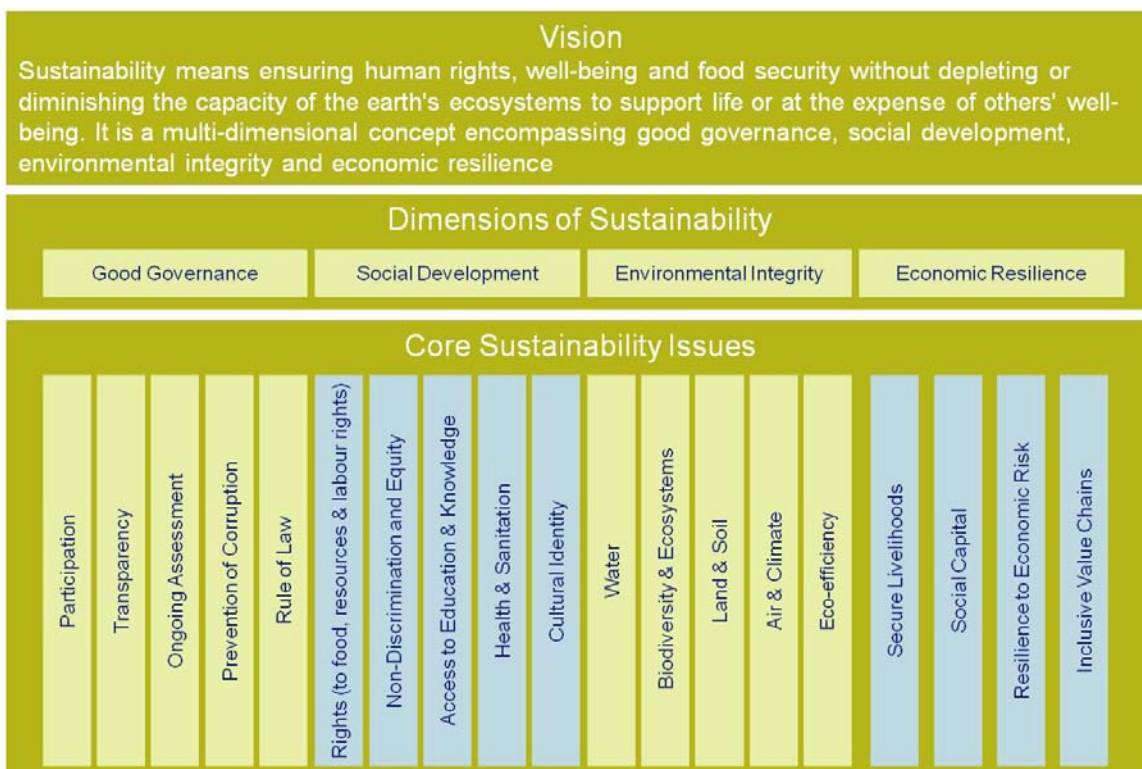 Vision
Sustainability means ensuring human rights, well-being and food security without depleting or
diminishing the capacity of the earth's ecosystems to support life or at the expense of others' well-
being. It is a multi-dimensional concept encompassing good governance, social development,
environmental integrity and economic resilience
Dimensions of Sustainability
Good Governance
Social Development
Environmental Integrity
Economic Resilience
Core Sustainability Issues
Participation
Transparency
Ongoing Assessment
Prevention of Corruption
Rule of Law
Rights (to food, resources & labour rights)
Non-Discrimination and Equity
Access to Education & Knowledge
Health & Sanitation
Cultural Identity
Water
Biodiversity & Ecosystems
Land & Soil
Air & Climate
Eco-efficiency
Secure Livelihoods
Social Capital
Resilience to Economic Risk
Inclusive Value Chains